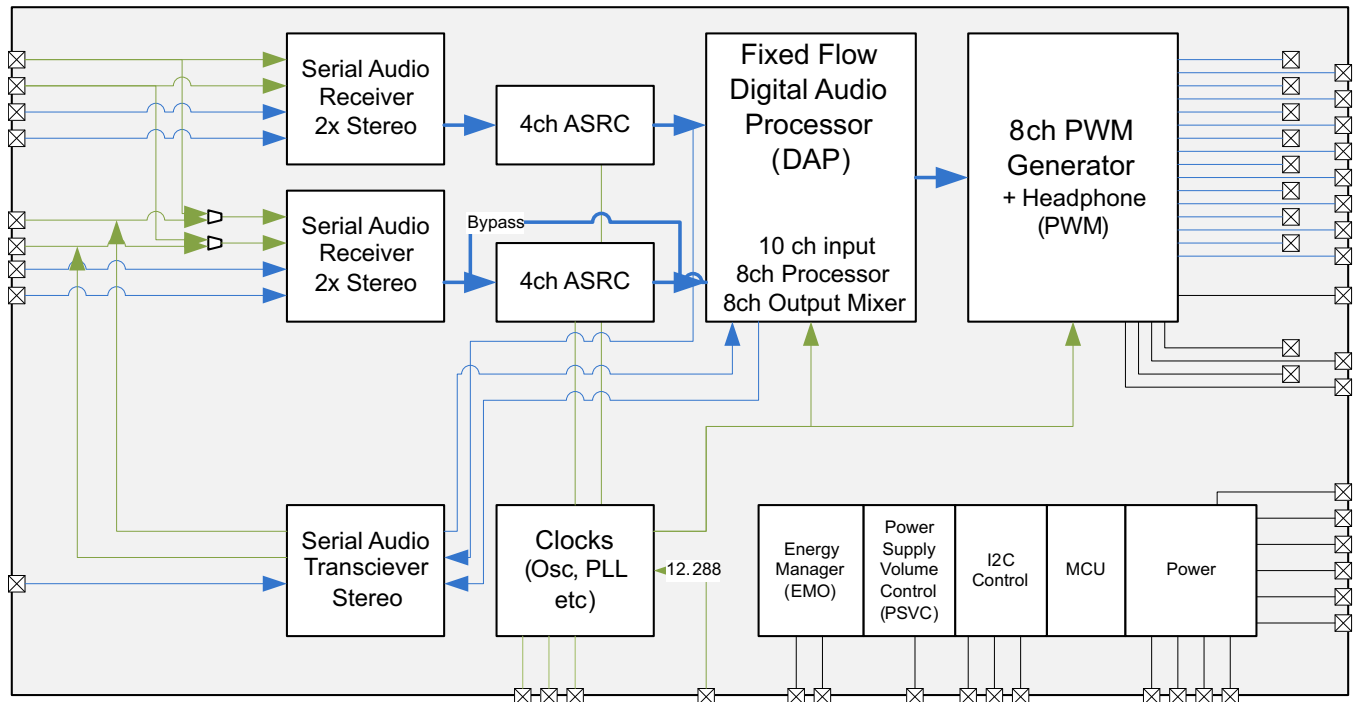 Serial Audio
Receiver
2x Stereo
4ch ASRC
Fixed Flow
Digital Audio
Processor
(DAP)
10 ch input
8ch Processor
8ch Output Mixer
8ch PWM
Generator
+ Headphone
(PWM)
Serial Audio
Receiver
2x Stereo
Bypass
4ch ASRC
Serial Audio
Transciever
Stereo
Clocks
(Osc, PLL
etc)
12.288
Energy
Manager
(EMO)
Power
Supply
Volume
Control
(PSVC)
I2C
Control
MCU
Power